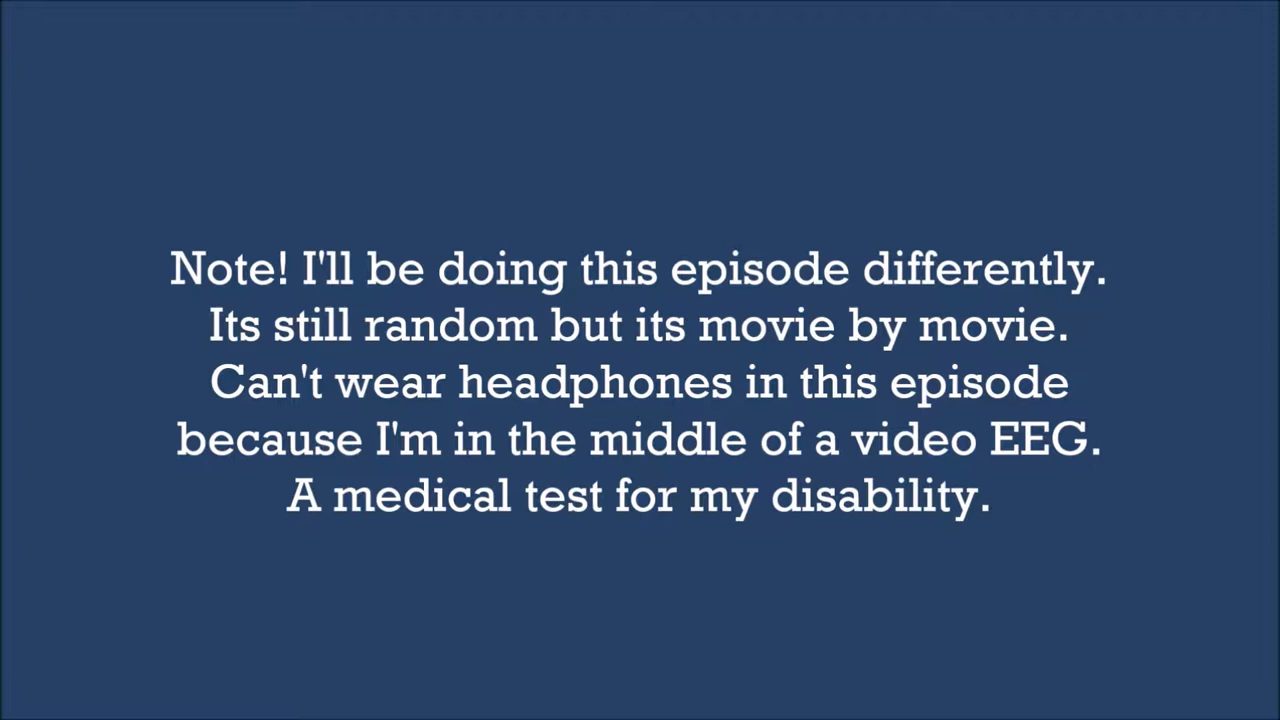 Note! I'll be doing this episode differently.
Its still random but its movie by movie.
Can't wear headphones in this episode
because I'm in the middle of a video EEG.
A medical test for my disability.